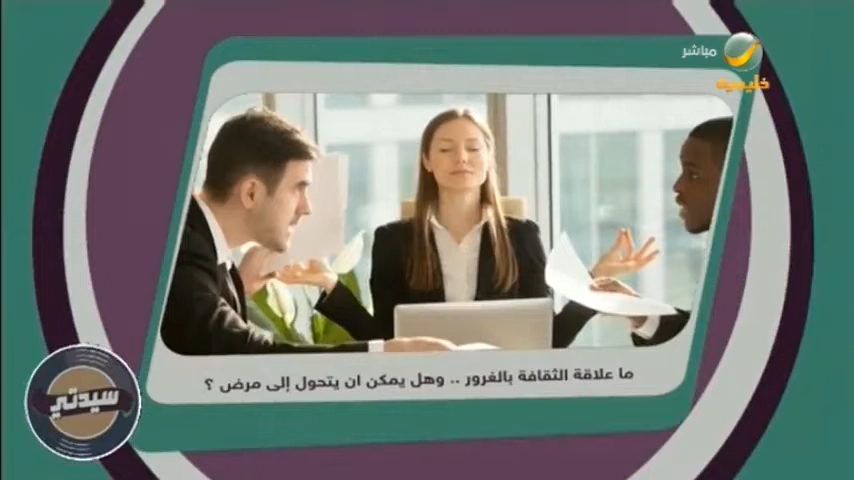 مباشر
خليجية
ما علاقة الثقافة بالغرور .. وهل يمكن ان يتحول إلى مرض ؟
سيدتي